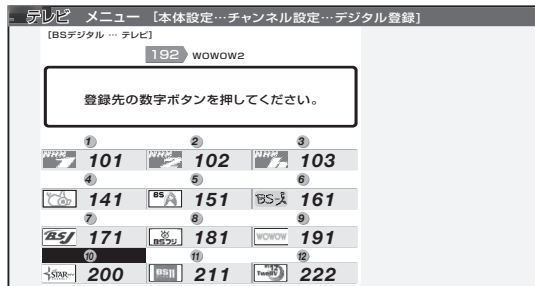 テレビ メニュー [本体設定…チャンネル設定…デジタル登録]
[BSデジタル … テレビ]
192 WOWOW2
登録先の数字ボタンを押してください。
1 2 3
101 102 103
4 5 6
141 BS 151 BS-i 161
7 8 9
BSJ 171 BSフジ 181 WOWOW 191
10 11 12
STAR 200 BS11 211 TwellV 222